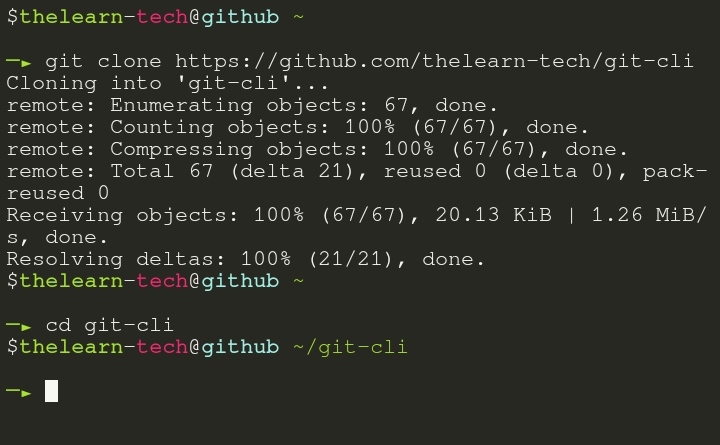 $thelearn-tech@github ~
─► git clone https://github.com/thelearn-tech/git-cli
Cloning into 'git-cli'...
remote: Enumerating objects: 67, done.
remote: Counting objects: 100% (67/67), done.
remote: Compressing objects: 100% (67/67), done.
remote: Total 67 (delta 21), reused 0 (delta 0), pack-
reused 0
Receiving objects: 100% (67/67), 20.13 KiB | 1.26 MiB/
s, done.
Resolving deltas: 100% (21/21), done.
$thelearn-tech@github ~
─► cd git-cli
$thelearn-tech@github ~/git-cli
─►